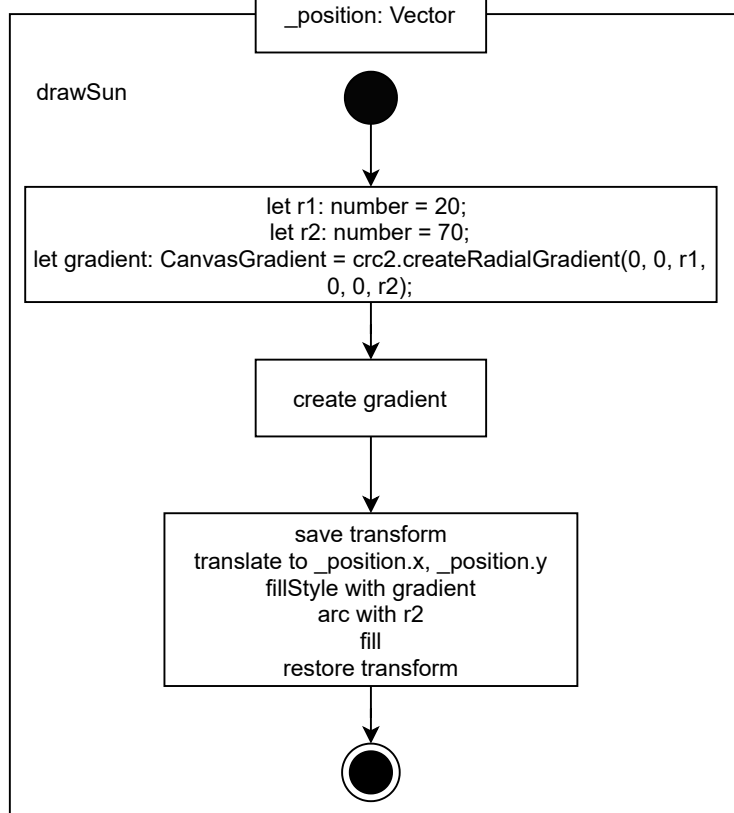 _position: Vector
drawSun
let r1: number = 20;
let r2: number = 70;
let gradient: CanvasGradient = crc2.createRadialGradient(0, 0, r1,
0, 0, r2);
create gradient
save transform
translate to _position.x, _position.y
fillStyle with gradient
arc with r2
fill
restore transform